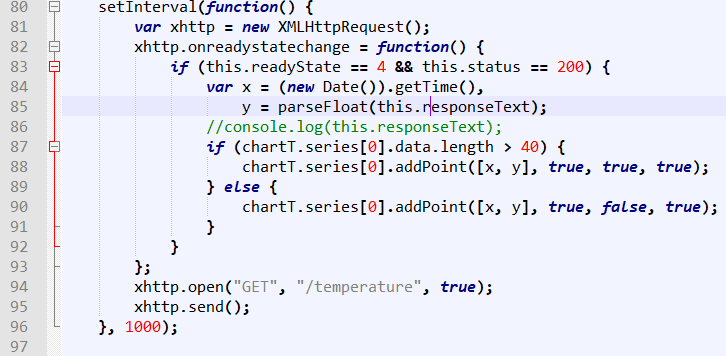 80 setInterval(function() {
81 var xhttp = new XMLHttpRequest();
82 xhttp.onreadystatechange = function() {
83 if (this.readyState == 4 && this.status == 200) {
84 var x = (new Date()).getTime(),
85 y = parseFloat(this.responseText);
86 //console.log(this.responseText);
87 if (chartT.series[0].data.length > 40) {
88 chartT.series[0].addPoint([x, y], true, true, true);
89 } else {
90 chartT.series[0].addPoint([x, y], true, false, true);
91 }
92 }
93 };
94 xhttp.open("GET", "/temperature", true);
95 xhttp.send();
96 }, 1000);
97